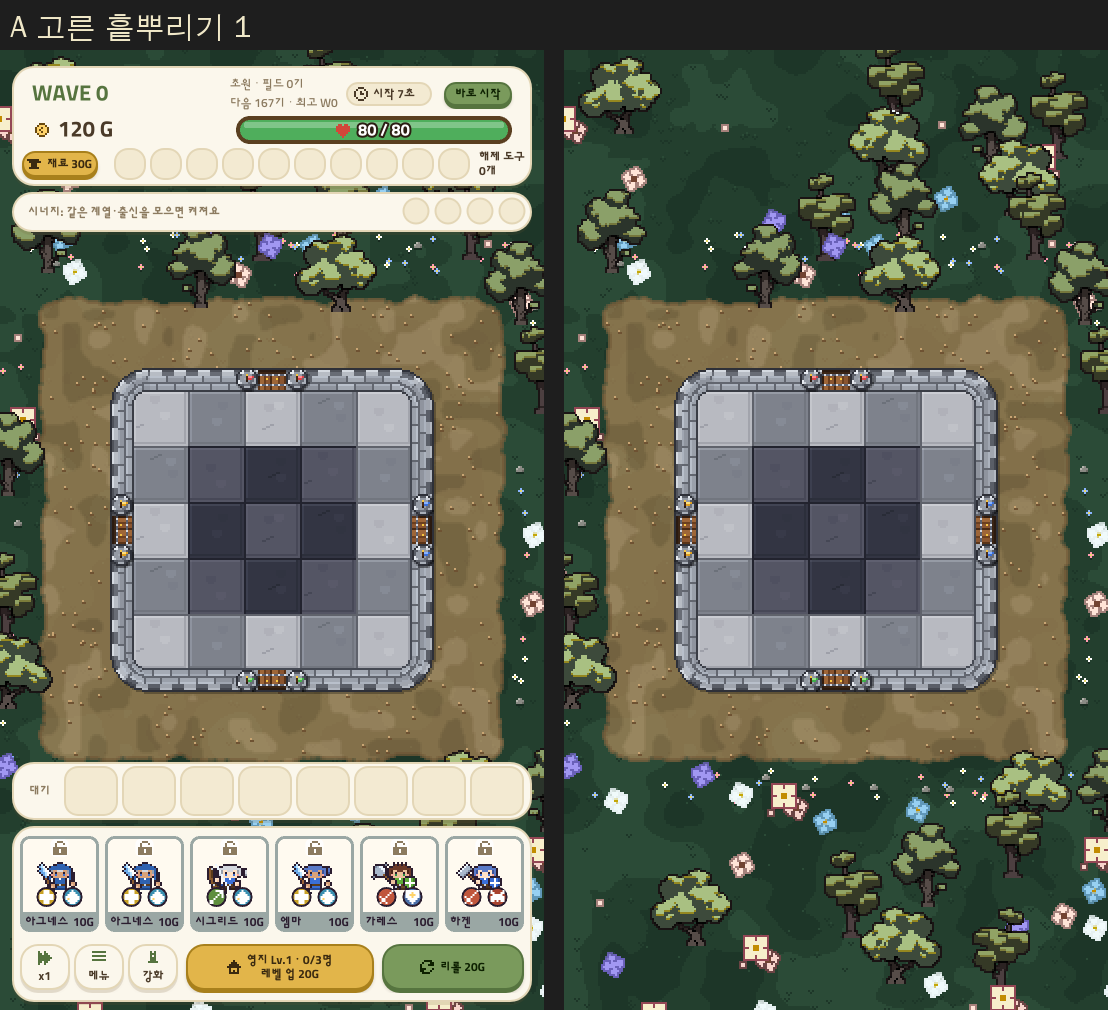 A 고른 흩뿌리기 1
WAVE 0
초원 · 필드 0기
다음 167기 · 최고 W0
시작 7초
바로 시작
120 G
80 / 80
재료 30G
해제 도구
0개
시너지: 같은 계열·출신을 모으면 켜져요
대기
아그네스 10G
아그네스 10G
시그리드 10G
엠마 10G
가레스 10G
하겐 10G
x1
메뉴
강화
영지 Lv.1 · 0/3명
레벨 업 20G
리롤 20G